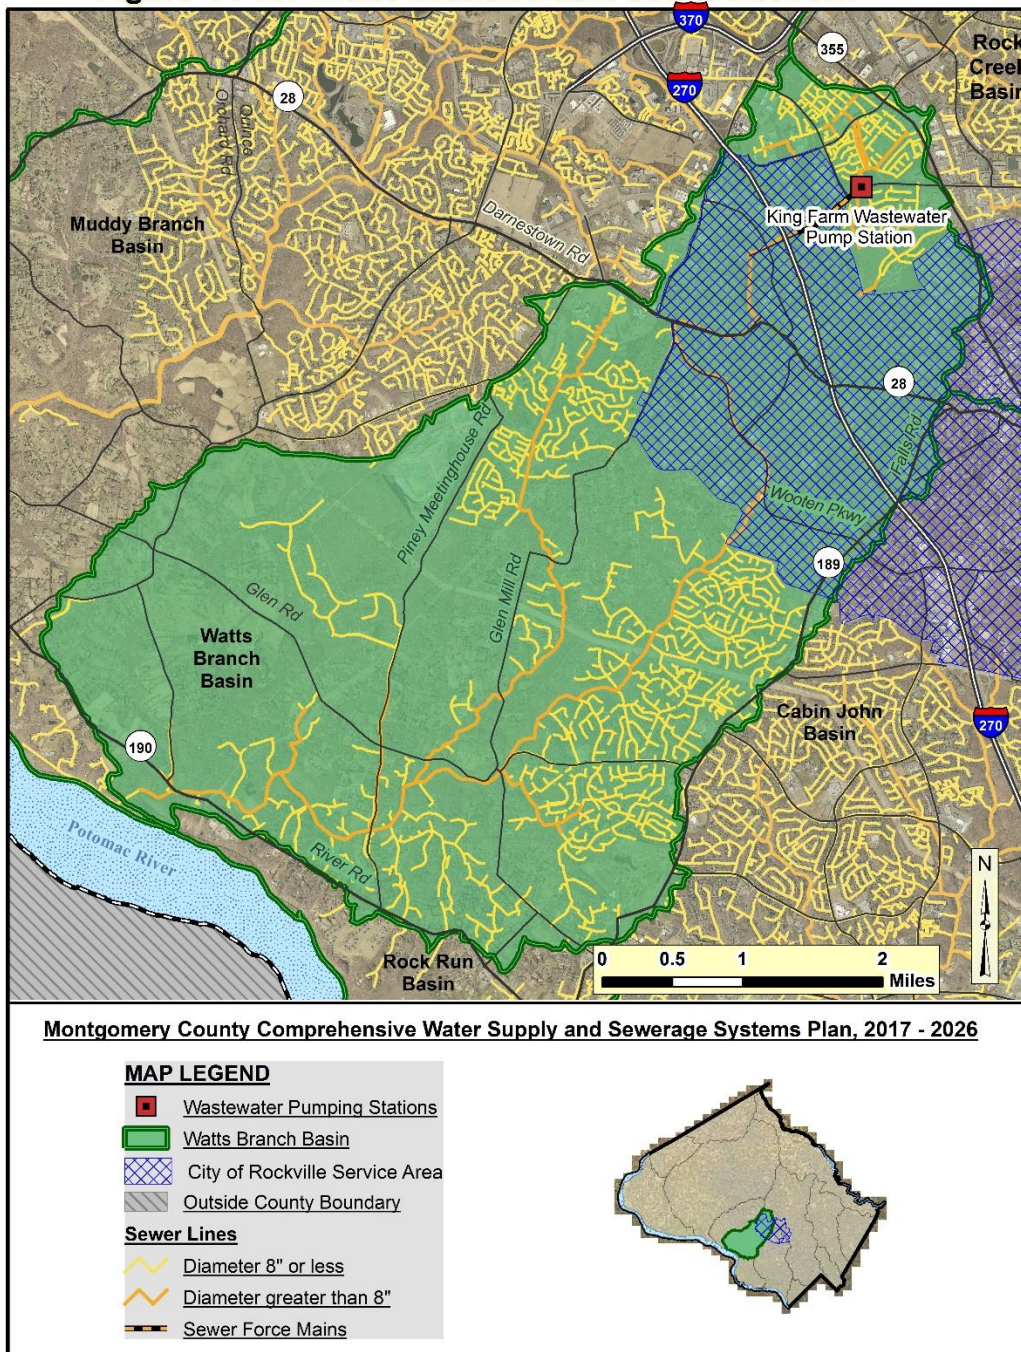 370
355
Rock
Creek
Basin
270
28
Quince
Orchard Rd
Muddy Branch
Basin
Darnestown Rd
King Farm Wastewater
Pump Station
28
Falls Rd
Piney Meetinghouse Rd
Wooten Pkwy
189
Glen Mill Rd
Glen Rd
Watts
Branch
Basin
Cabin John
Basin
270
190
Potomac River
River Rd
N
Rock Run
Basin
0 0.5 1 2
Miles
Montgomery County Comprehensive Water Supply and Sewerage Systems Plan, 2017 - 2026
MAP LEGEND
Wastewater Pumping Stations
Watts Branch Basin
City of Rockville Service Area
Outside County Boundary
Sewer Lines
Diameter 8" or less
Diameter greater than 8"
Sewer Force Mains